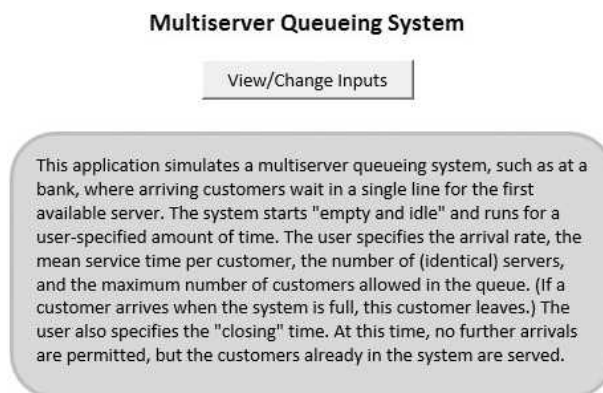 Multiserver Queueing System
View/Change Inputs
This application simulates a multiserver queueing system, such as at a
bank, where arriving customers wait in a single line for the first
available server. The system starts "empty and idle" and runs for a
user-specified amount of time. The user specifies the arrival rate, the
mean service time per customer, the number of (identical) servers,
and the maximum number of customers allowed in the queue. (If a
customer arrives when the system is full, this customer leaves.) The
user also specifies the "closing" time. At this time, no further arrivals
are permitted, but the customers already in the system are served.